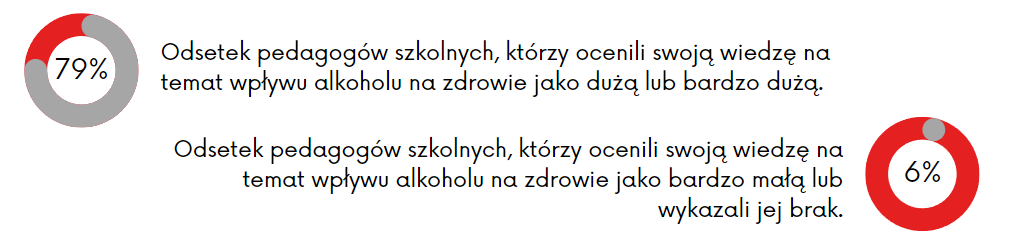 79%
Odsetek pedagogów szkolnych, którzy ocenili swoją wiedzę na
temat wpływu alkoholu na zdrowie jako dużą lub bardzo dużą.
Odsetek pedagogów szkolnych, którzy ocenili swoją wiedzę na
temat wpływu alkoholu na zdrowie jako bardzo małą lub
wykazali jej brak.
6%